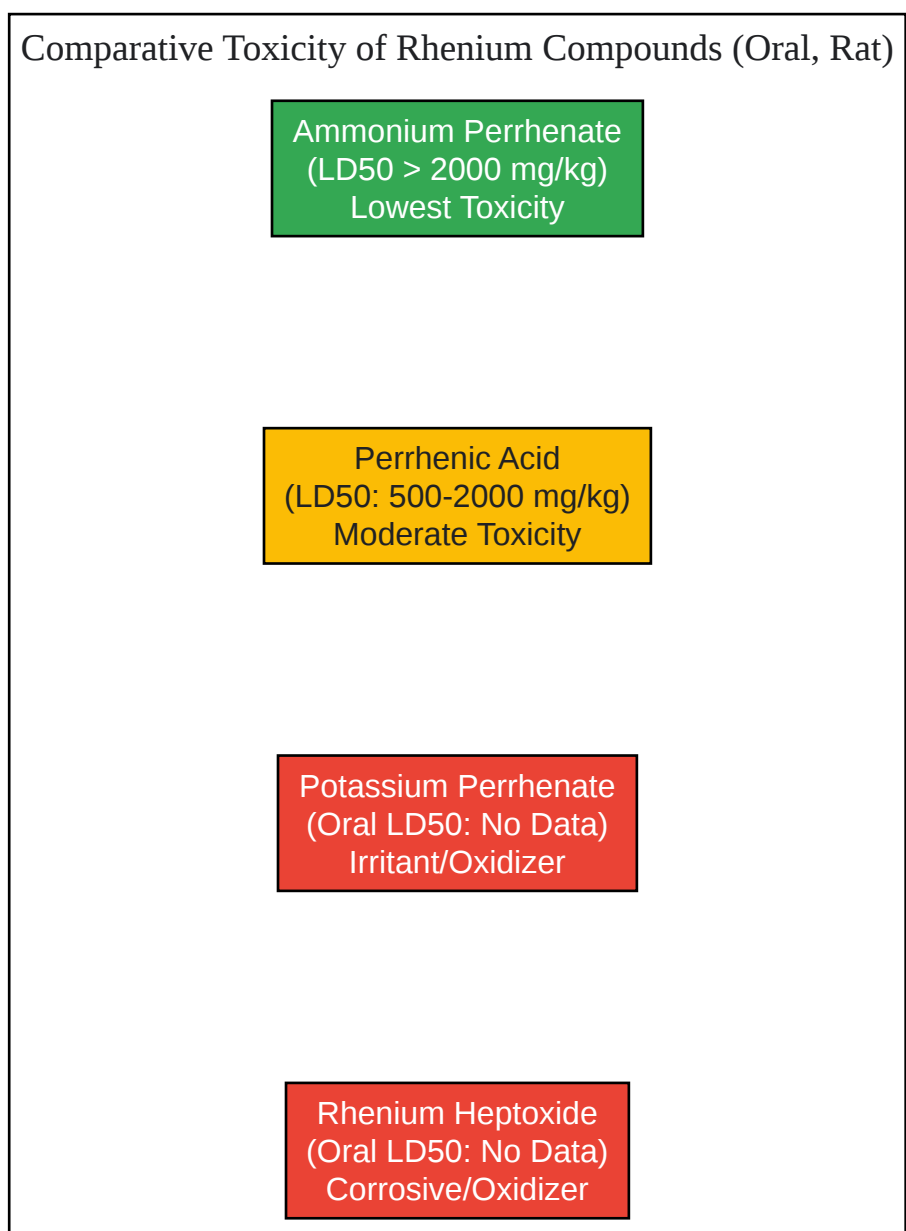 Comparative Toxicity of Rhenium Compounds (Oral, Rat)
Ammonium Perrhenate
(LD50 > 2000 mg/kg)
Lowest Toxicity
Perrhenic Acid
(LD50: 500-2000 mg/kg)
Moderate Toxicity
Potassium Perrhenate
(Oral LD50: No Data)
Irritant/Oxidizer
Rhenium Heptoxide
(Oral LD50: No Data)
Corrosive/Oxidizer